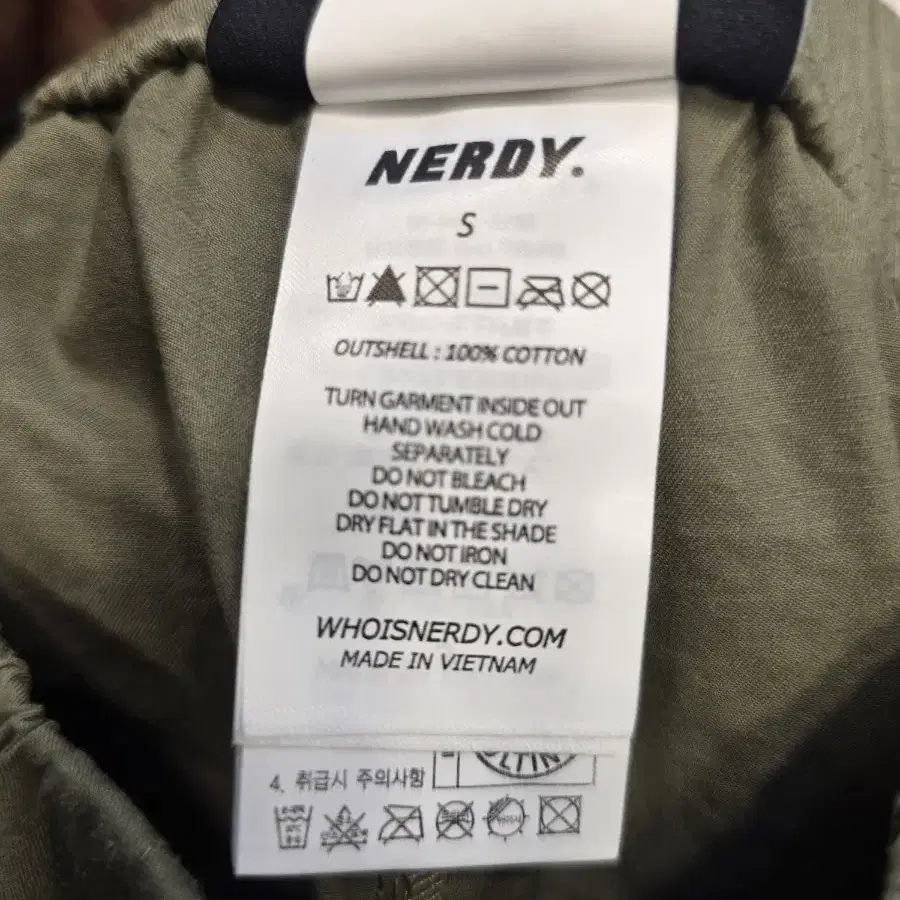 NERDY.
S
OUTSHELL : 100% COTTON
TURN GARMENT INSIDE OUT
HAND WASH COLD
SEPARATELY
DO NOT BLEACH
DO NOT TUMBLE DRY
DRY FLAT IN THE SHADE
DO NOT IRON
DO NOT DRY CLEAN
WHOISNERDY.COM
MADE IN VIETNAM
4. 취급시 주의사항